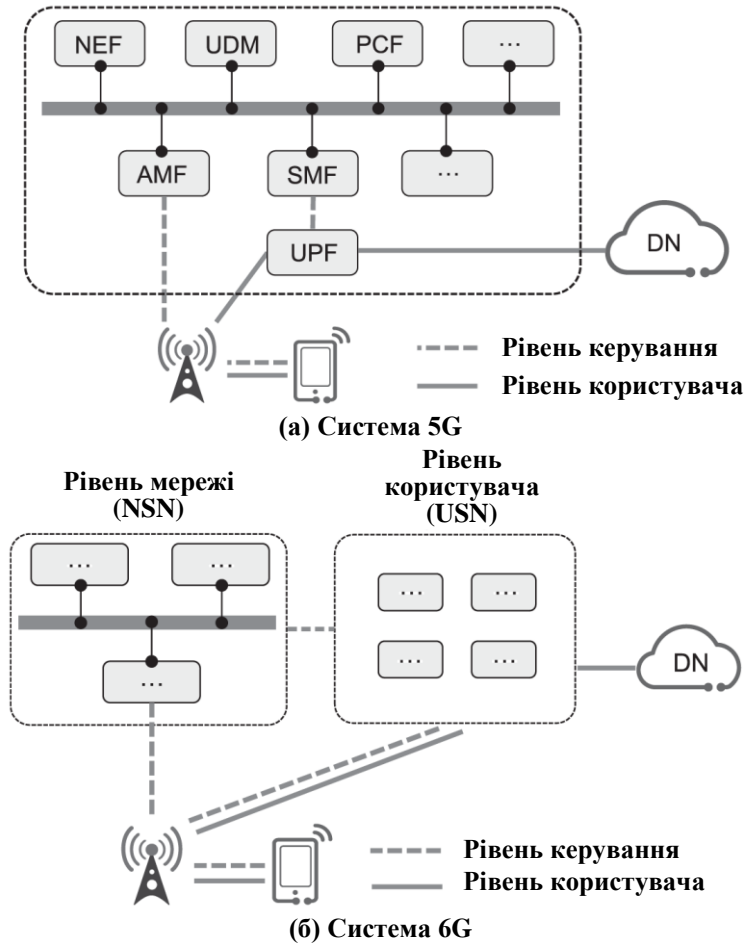 NEF UDM PCF ...
AMF SMF ...
UPF
DN
Рівень керування
Рівень користувача
(а) Система 5G
Рівень мережі
(NSN)
Рівень
користувача
(USN)
... ...
... ...
...
... ...
DN
Рівень керування
Рівень користувача
(б) Система 6G